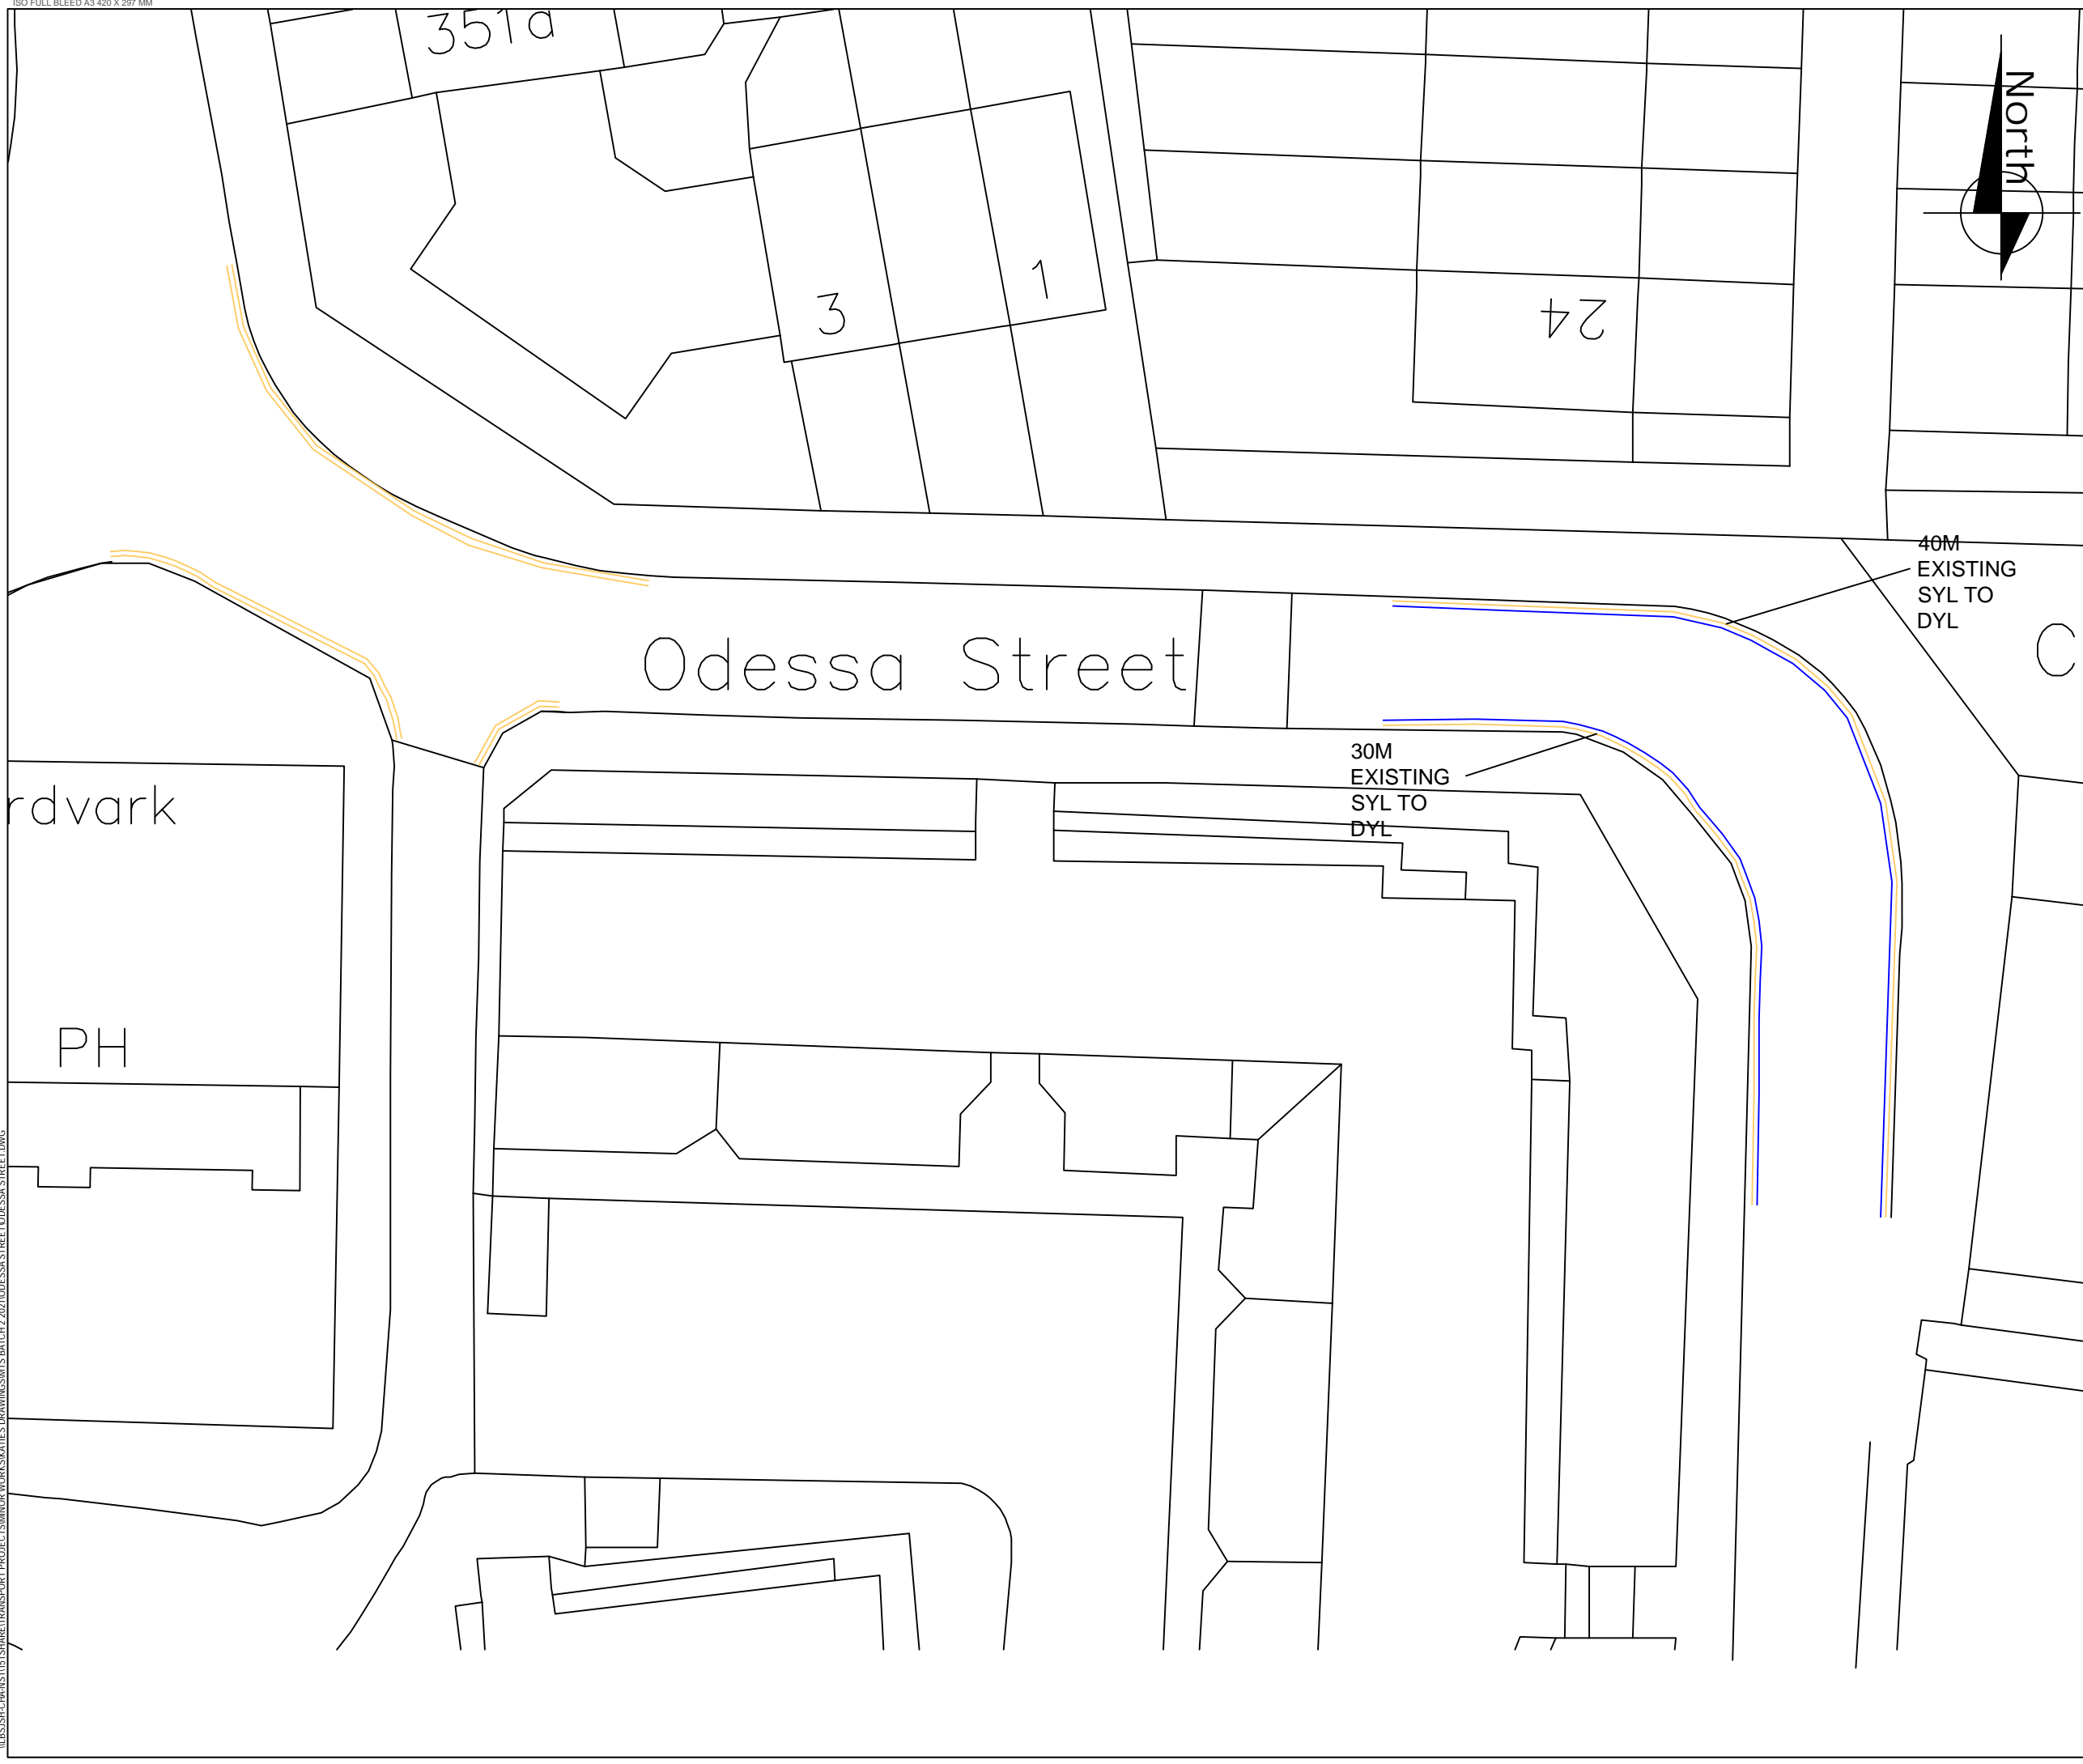 ISO FULL BLEED A3 420 X 297 MM
351a
North
3
1
24
40M
EXISTING
SYL TO
DYL
Odessa Street
C
30M
EXISTING
SYL TO
DYL
rdvark
PH